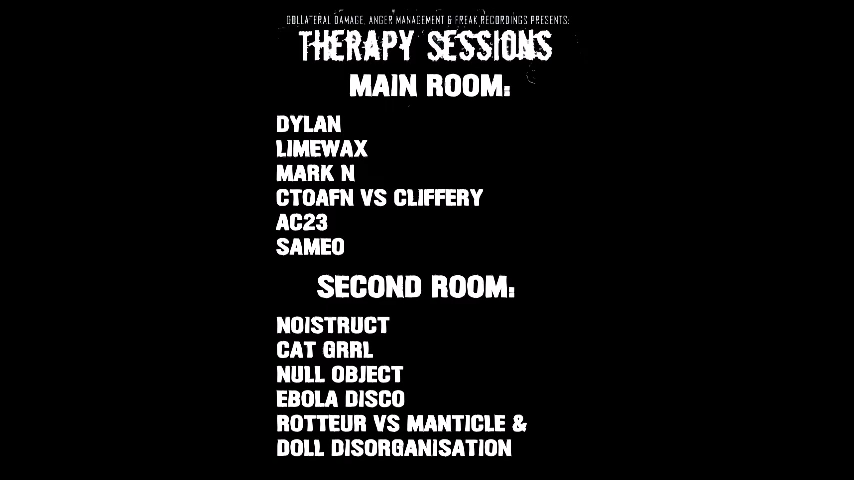 COLLATERAL DAMAGE, ANGER MANAGEMENT & FREAK RECORDINGS PRESENTS:
THERAPY SESSIONS
MAIN ROOM:
DYLAN
LIMEWAX
MARK N
CTOAFN VS CLIFFERY
AC23
SAMEO
SECOND ROOM:
NOISTRUCT
CAT GRRL
NULL OBJECT
EBOLA DISCO
ROTTEUR VS MANTICLE &
DOLL DISORGANISATION